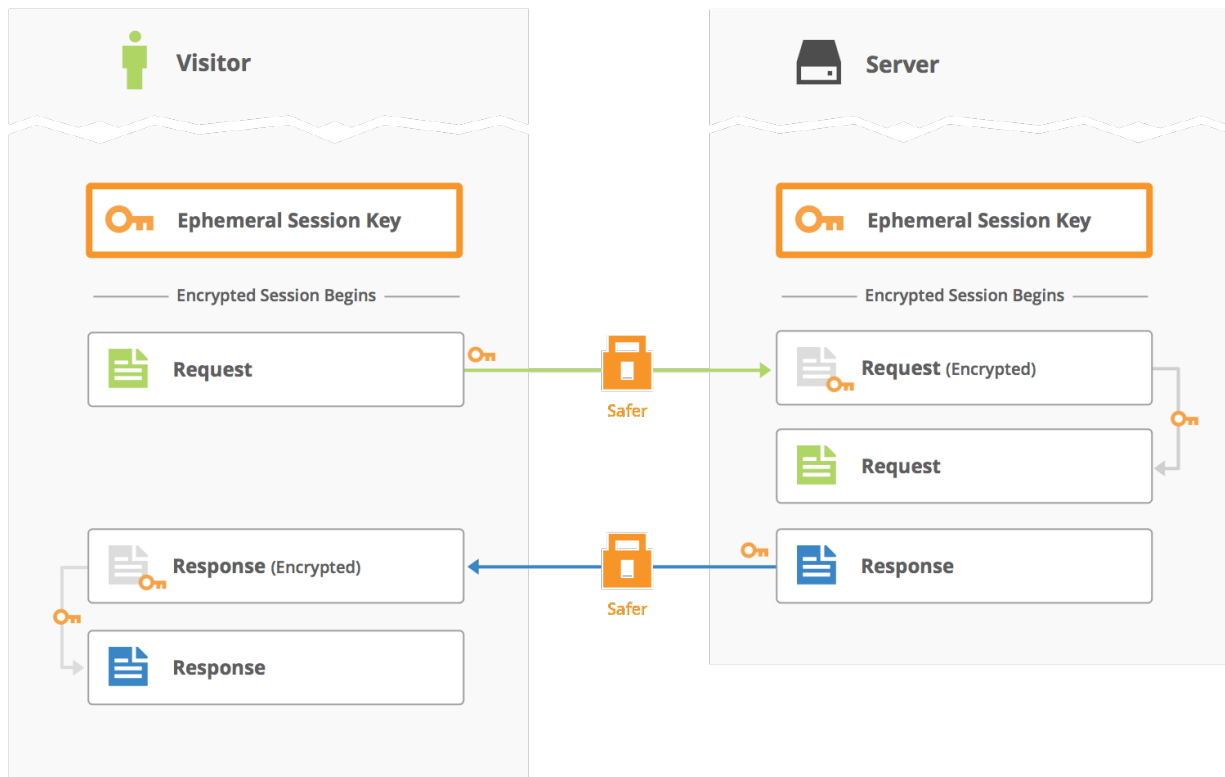 Visitor
Server
Ephemeral Session Key
Ephemeral Session Key
Encrypted Session Begins
Encrypted Session Begins
Request
Request (Encrypted)
Safer
Request
Response (Encrypted)
Response
Safer
Response